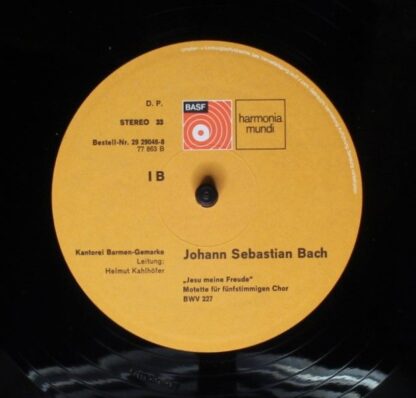 D. P.
STEREO 33
Bestell-Nr. 29 29046-8
77 863 B
BASF
harmonia
mundi
I B
Kantorei Barmen-Gemarke
Leitung:
Helmut Kahlhöfer
Johann Sebastian Bach
„Jesu meine Freude"
Motette für fünfstimmigen Chor
BWV 227